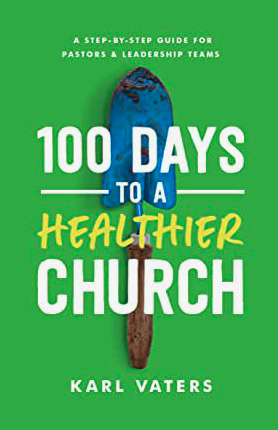 A STEP-BY-STEP GUIDE FOR
PASTORS & LEADERSHIP TEAMS
100 DAYS
TO A
HEALTHIER
CHURCH
KARL VATERS